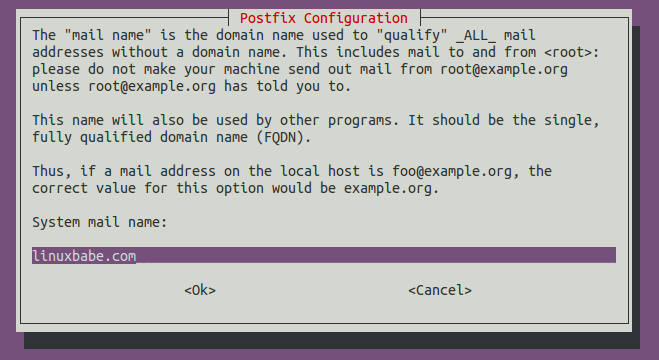 Postfix Configuration
The "mail name" is the domain name used to "qualify" _ALL_ mail
addresses without a domain name. This includes mail to and from <root>:
please do not make your machine send out mail from root@example.org
unless root@example.org has told you to.
This name will also be used by other programs. It should be the single,
fully qualified domain name (FQDN).
Thus, if a mail address on the local host is foo@example.org, the
correct value for this option would be example.org.
System mail name:
linuxbabe.com
<Ok> <Cancel>